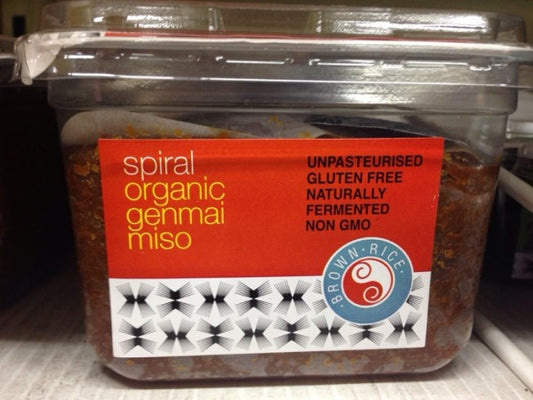 spiral
organic
genmai
miso
UNPASTEURISED
GLUTEN FREE
NATURALLY
FERMENTED
NON GMO
BROWN · RICE ·